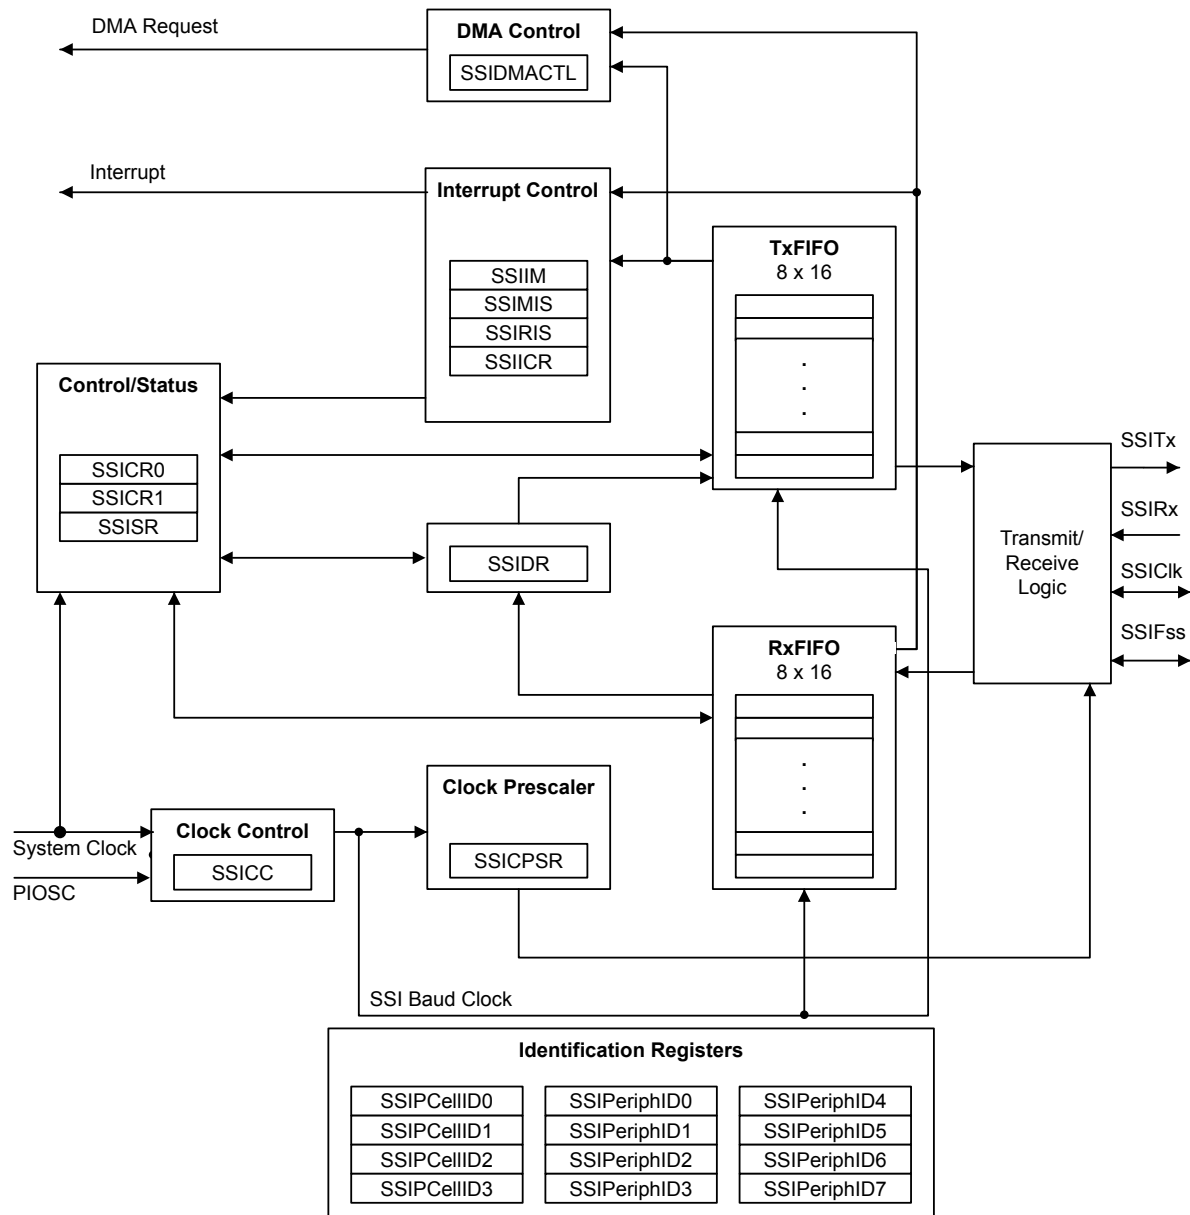 DMA Request
DMA Control
SSIDMACTL
Interrupt
Interrupt Control
SSIIM
SSIMIS
SSIRIS
SSIICR
TxFIFO
8 x 16
.
.
.
Control/Status
SSICR0
SSICR1
SSISR
SSIDR
Transmit/
Receive
Logic
SSITx
SSIRx
SSIClk
SSIFss
RxFIFO
8 x 16
.
.
.
Clock Prescaler
SSICPSR
System Clock
PIOSC
Clock Control
SSICC
SSI Baud Clock
Identification Registers
SSIPCellID0
SSIPCellID1
SSIPCellID2
SSIPCellID3
SSIPeriphID0
SSIPeriphID1
SSIPeriphID2
SSIPeriphID3
SSIPeriphID4
SSIPeriphID5
SSIPeriphID6
SSIPeriphID7